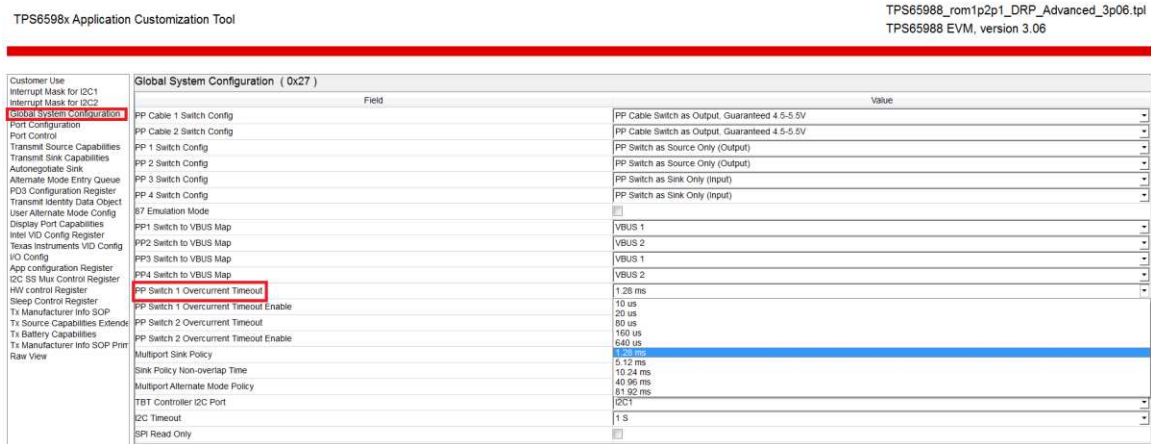 TPS6598x Application Customization Tool
TPS65988_rom1p2p1_DRP_Advanced_3p06.tpl
TPS65988 EVM, version 3.06
Customer Use
Interrupt Mask for I2C1
Interrupt Mask for I2C2
Global System Configuration
Port Configuration
Port Control
Transmit Source Capabilities
Transmit Sink Capabilities
Autonegotiate Sink
Alternate Mode Entry Queue
PD3 Configuration Register
Transmit Identity Data Object
User Alternate Mode Config
Display Port Capabilities
Intel VID Config Register
Texas Instruments VID Config
I/O Config
App configuration Register
I2C SS Mux Control Register
HW control Register
Sleep Control Register
Tx Manufacturer Info SOP
Tx Source Capabilities Extende
Tx Battery Capabilities
Tx Manufacturer Info SOP Prim
Raw View
Global System Configuration ( 0x27 )
Field Value
PP Cable 1 Switch Config PP Cable Switch as Output, Guaranteed 4.5-5.5V
PP Cable 2 Switch Config PP Cable Switch as Output, Guaranteed 4.5-5.5V
PP 1 Switch Config PP Switch as Source Only (Output)
PP 2 Switch Config PP Switch as Source Only (Output)
PP 3 Switch Config PP Switch as Sink Only (Input)
PP 4 Switch Config PP Switch as Sink Only (Input)
87 Emulation Mode
PP1 Switch to VBUS Map VBUS 1
PP2 Switch to VBUS Map VBUS 2
PP3 Switch to VBUS Map VBUS 1
PP4 Switch to VBUS Map VBUS 2
PP Switch 1 Overcurrent Timeout 1.28 ms
PP Switch 1 Overcurrent Timeout Enable
PP Switch 2 Overcurrent Timeout
PP Switch 2 Overcurrent Timeout Enable
Multiport Sink Policy
Sink Policy Non-overlap Time
Multiport Alternate Mode Policy
10 us
20 us
80 us
160 us
640 us
1.28 ms
5.12 ms
10.24 ms
40.96 ms
81.92 ms
TBT Controller I2C Port I2C1
I2C Timeout 1 S
SPI Read Only